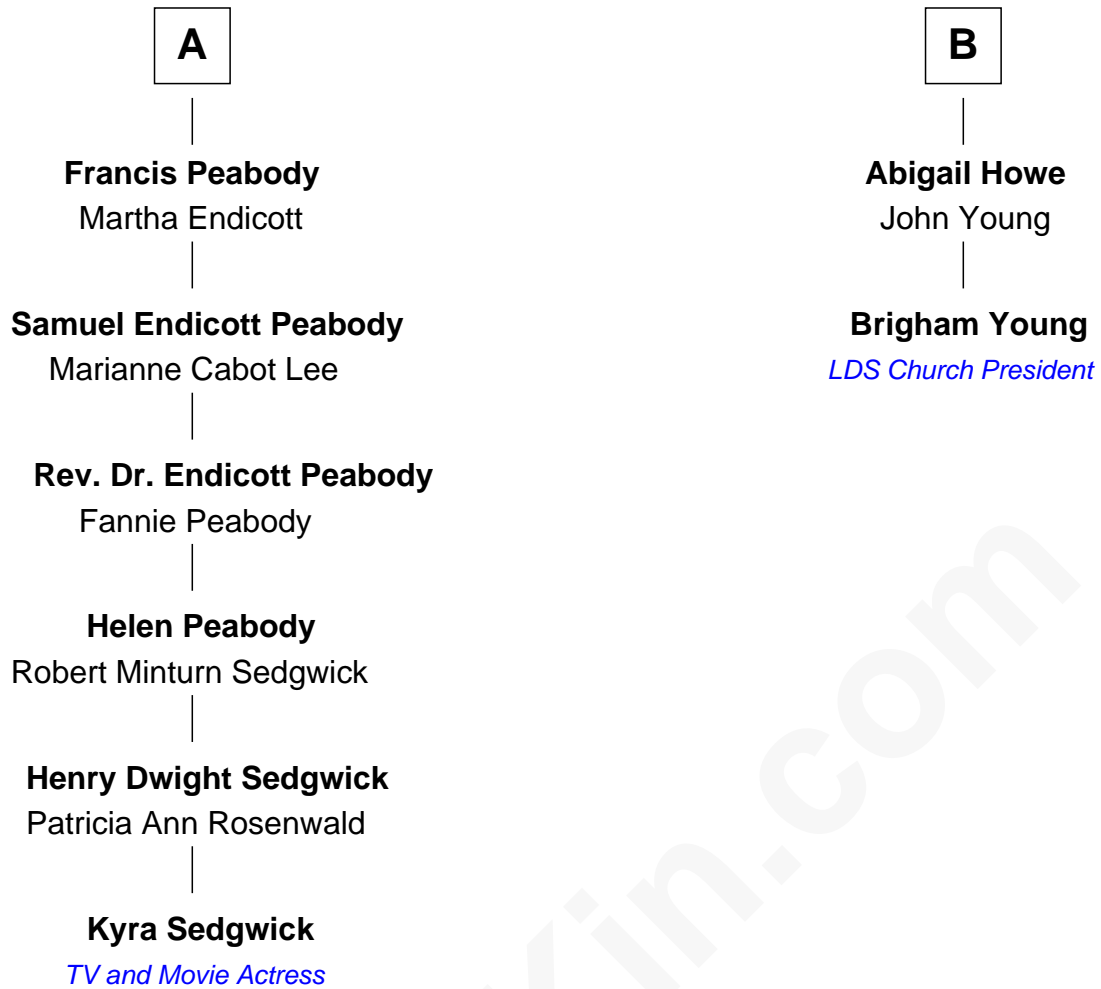 A
Francis Peabody
Martha Endicott
Samuel Endicott Peabody
Marianne Cabot Lee
Rev. Dr. Endicott Peabody
Fannie Peabody
Helen Peabody
Robert Minturn Sedgwick
Henry Dwight Sedgwick
Patricia Ann Rosenwald
Kyra Sedgwick
TV and Movie Actress
B
Abigail Howe
John Young
Brigham Young
LDS Church President
Kin.com